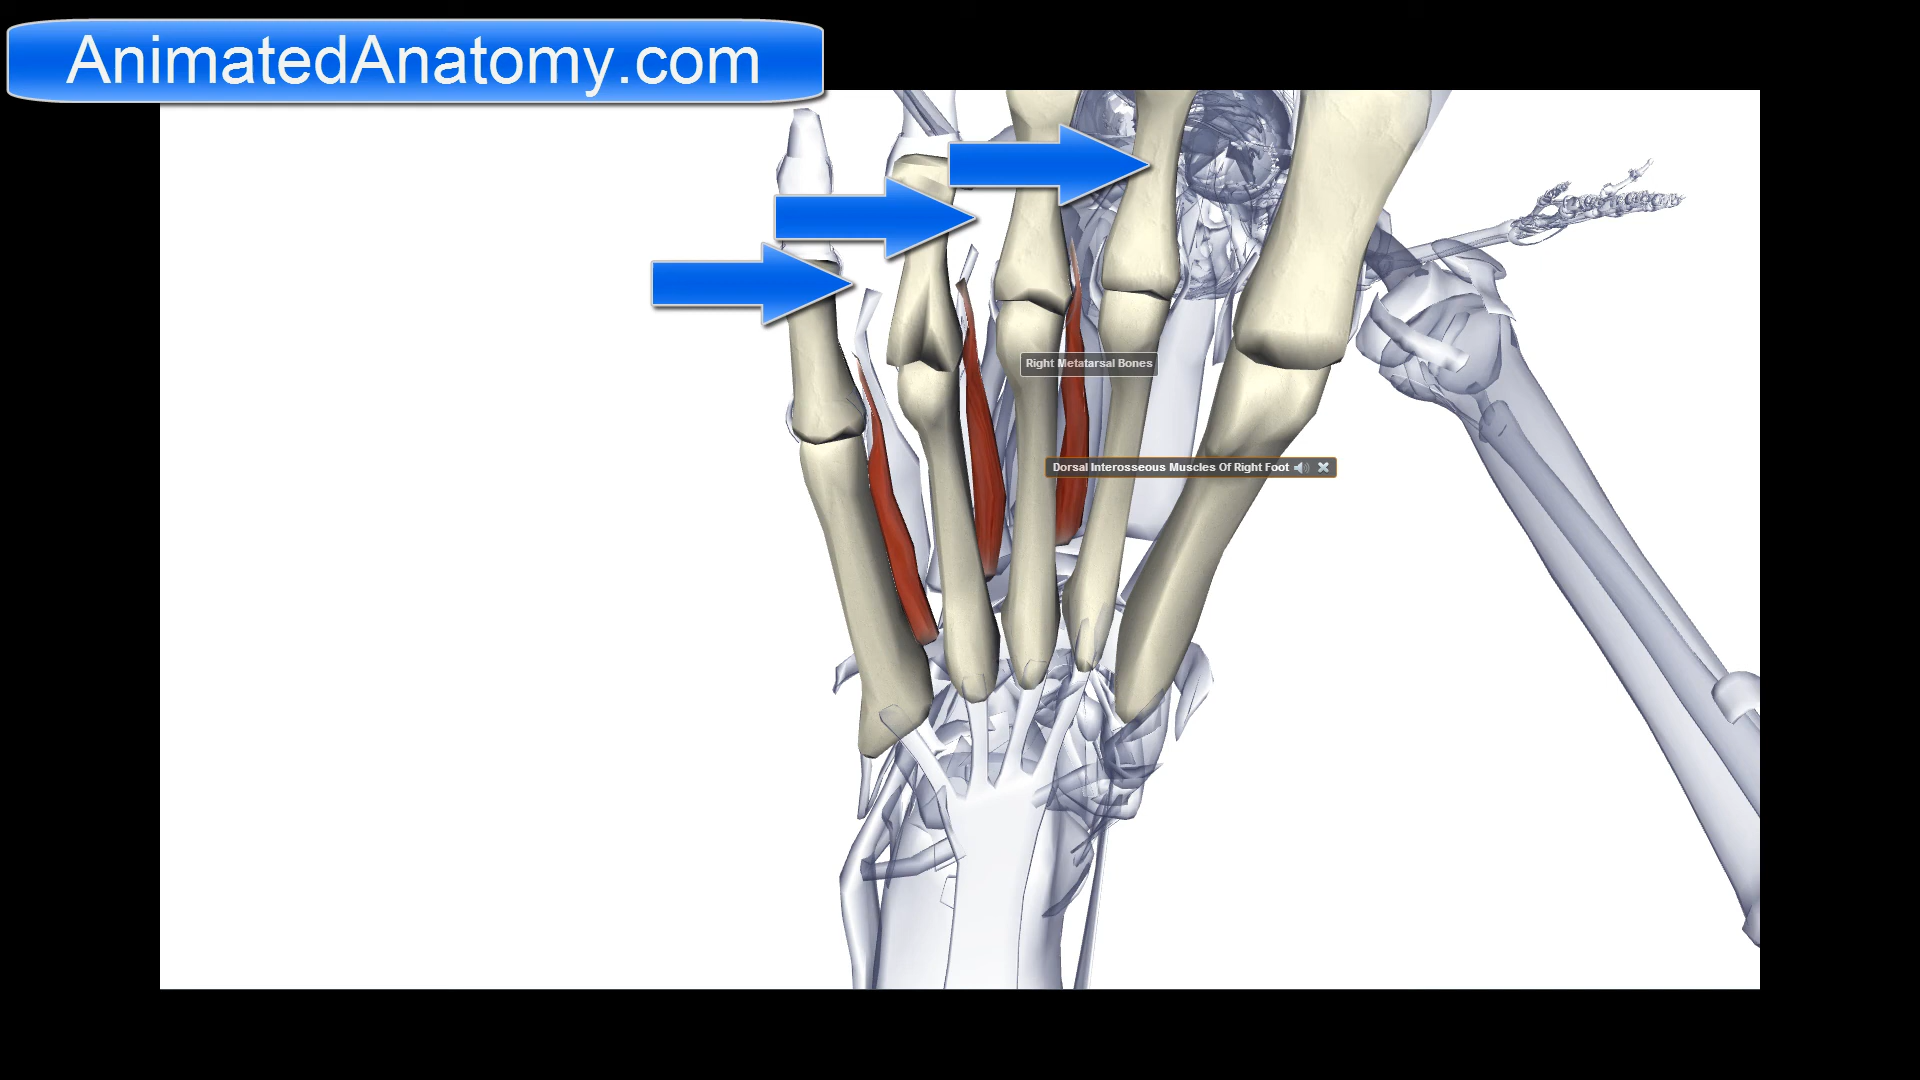 AnimatedAnatomy.com
Right Metatarsal Bones
Dorsal Interosseous Muscles Of Right Foot